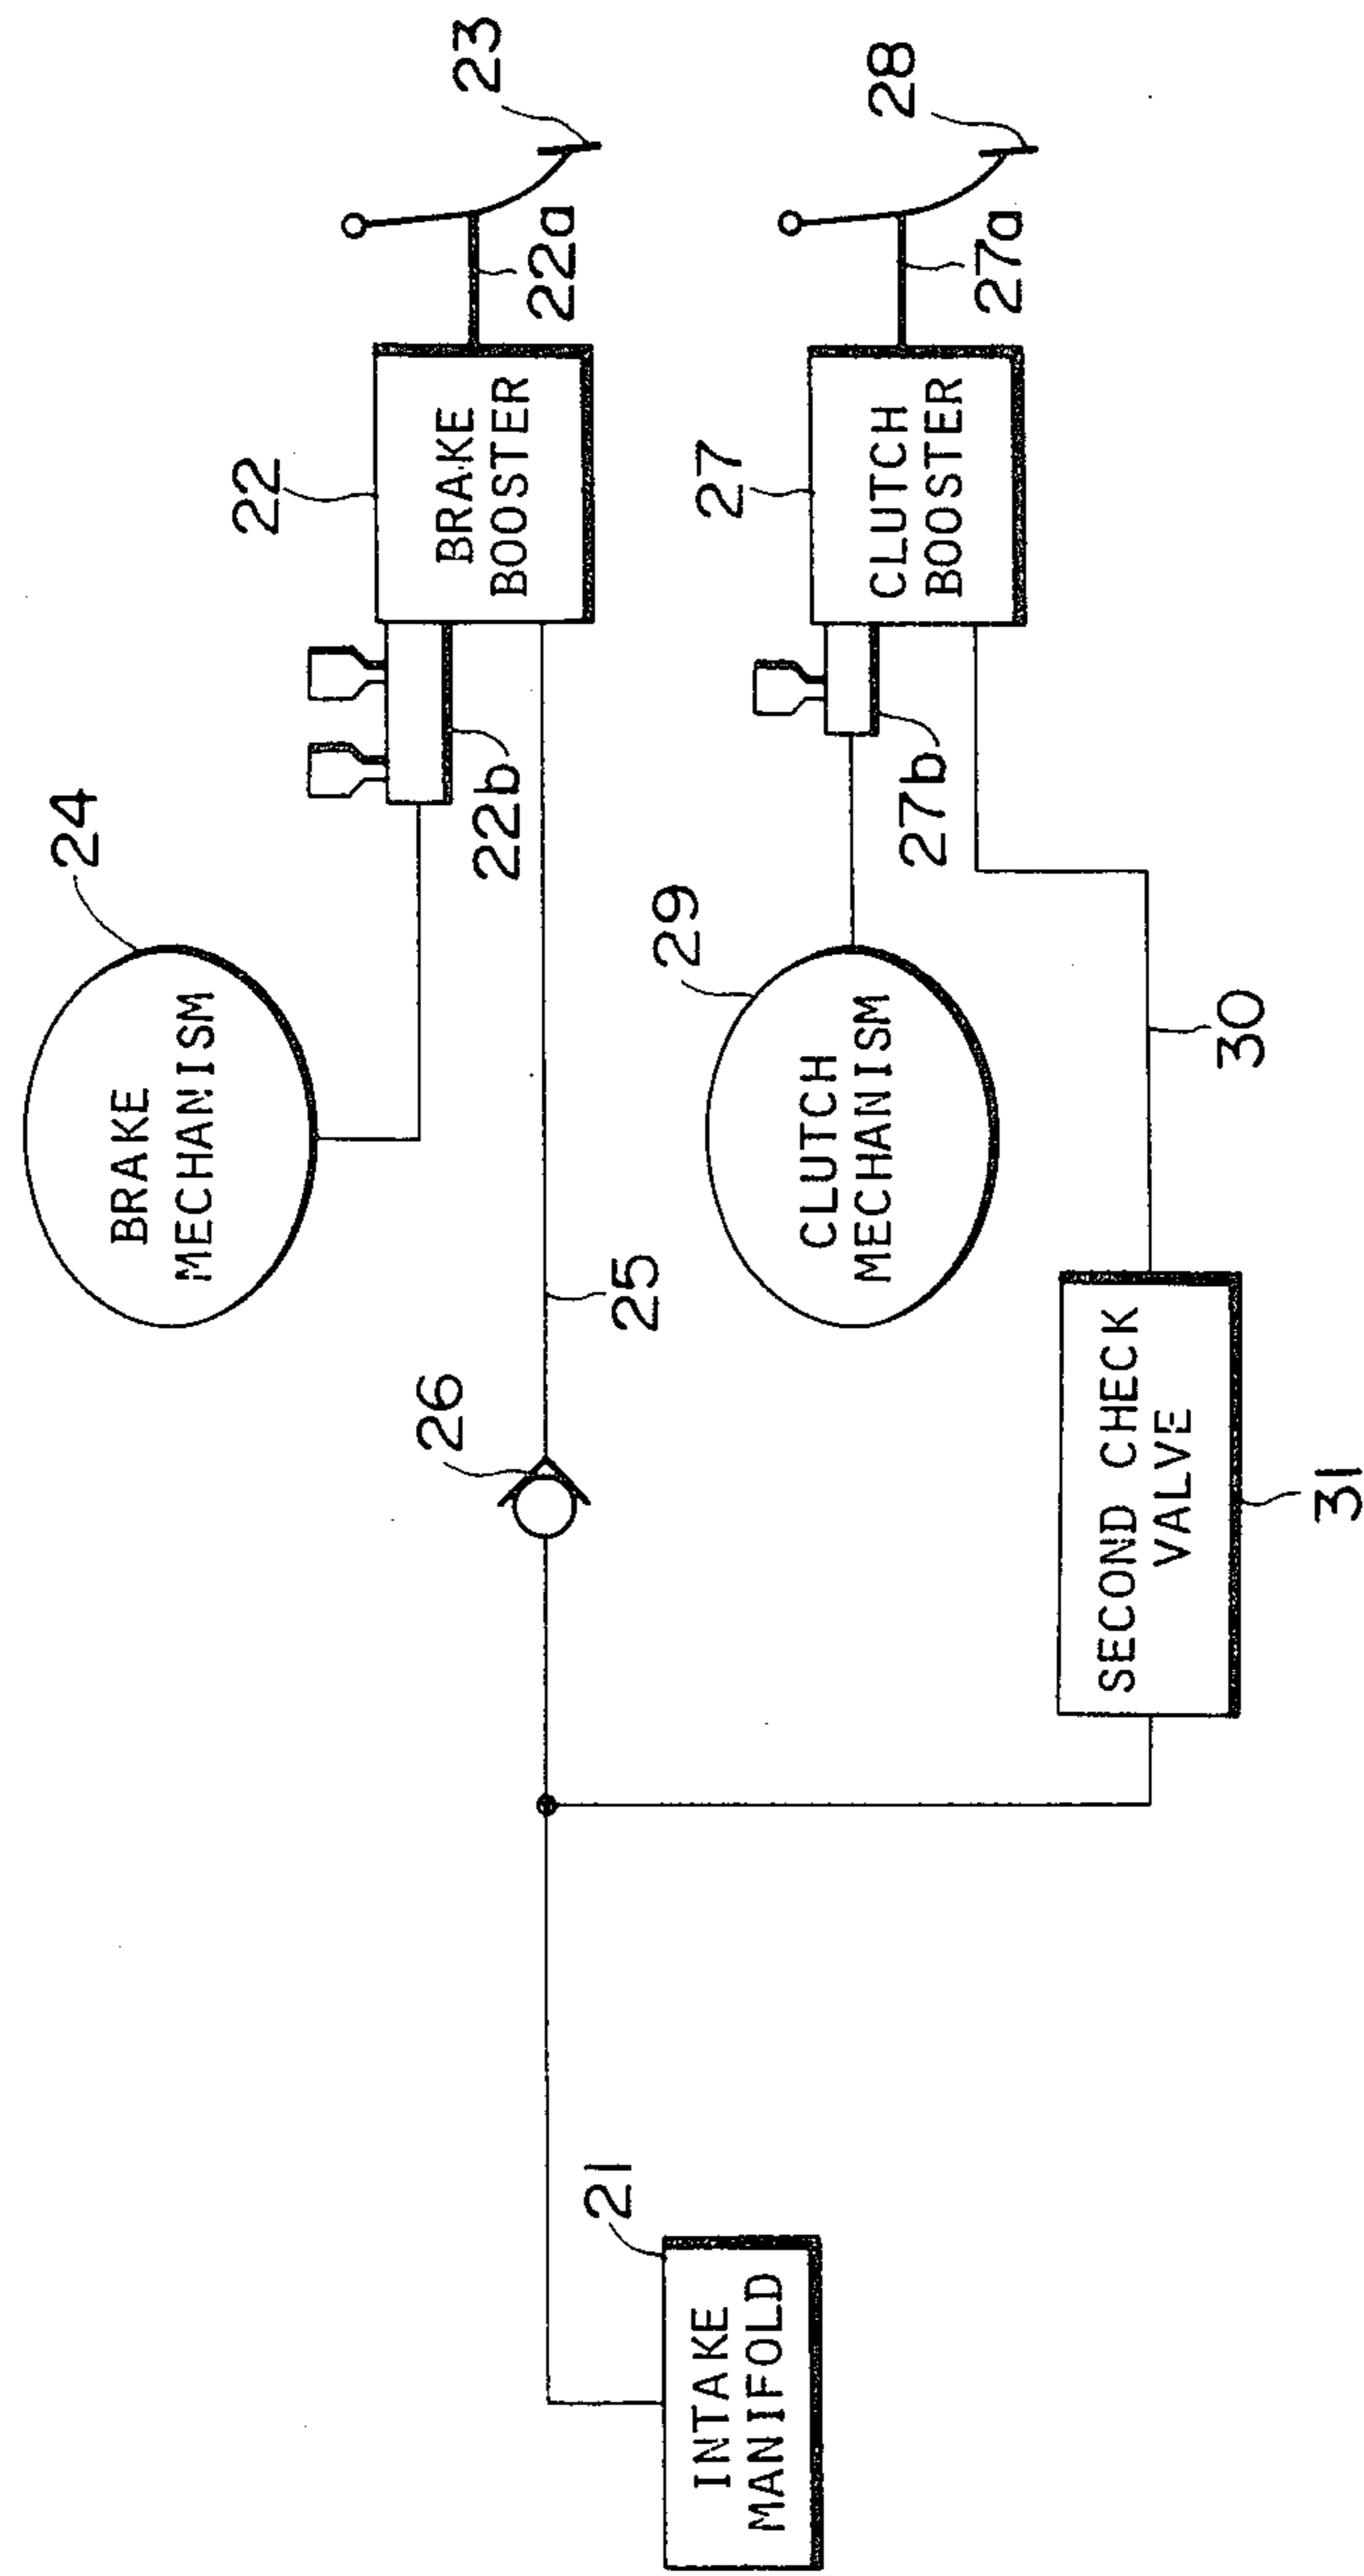 24
BRAKE
MECHANISM
22
BRAKE
BOOSTER
22a
23
22b
26
25
21
INTAKE
MANIFOLD
29
CLUTCH
MECHANISM
27
CLUTCH
BOOSTER
27a
28
27b
30
SECOND CHECK
VALVE
31